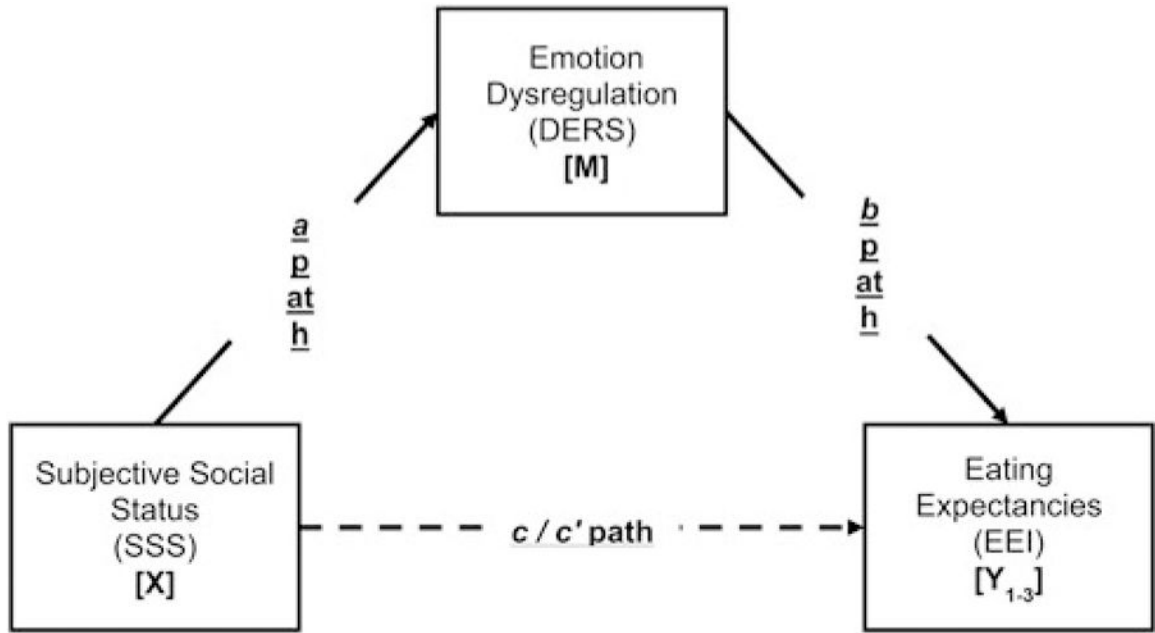 Emotion
Dysregulation
(DERS)
[M]
a
p
at
h
b
p
at
h
Subjective Social
Status
(SSS)
[X]
c / c' path
Eating
Expectancies
(EEI)
[Y1-3]